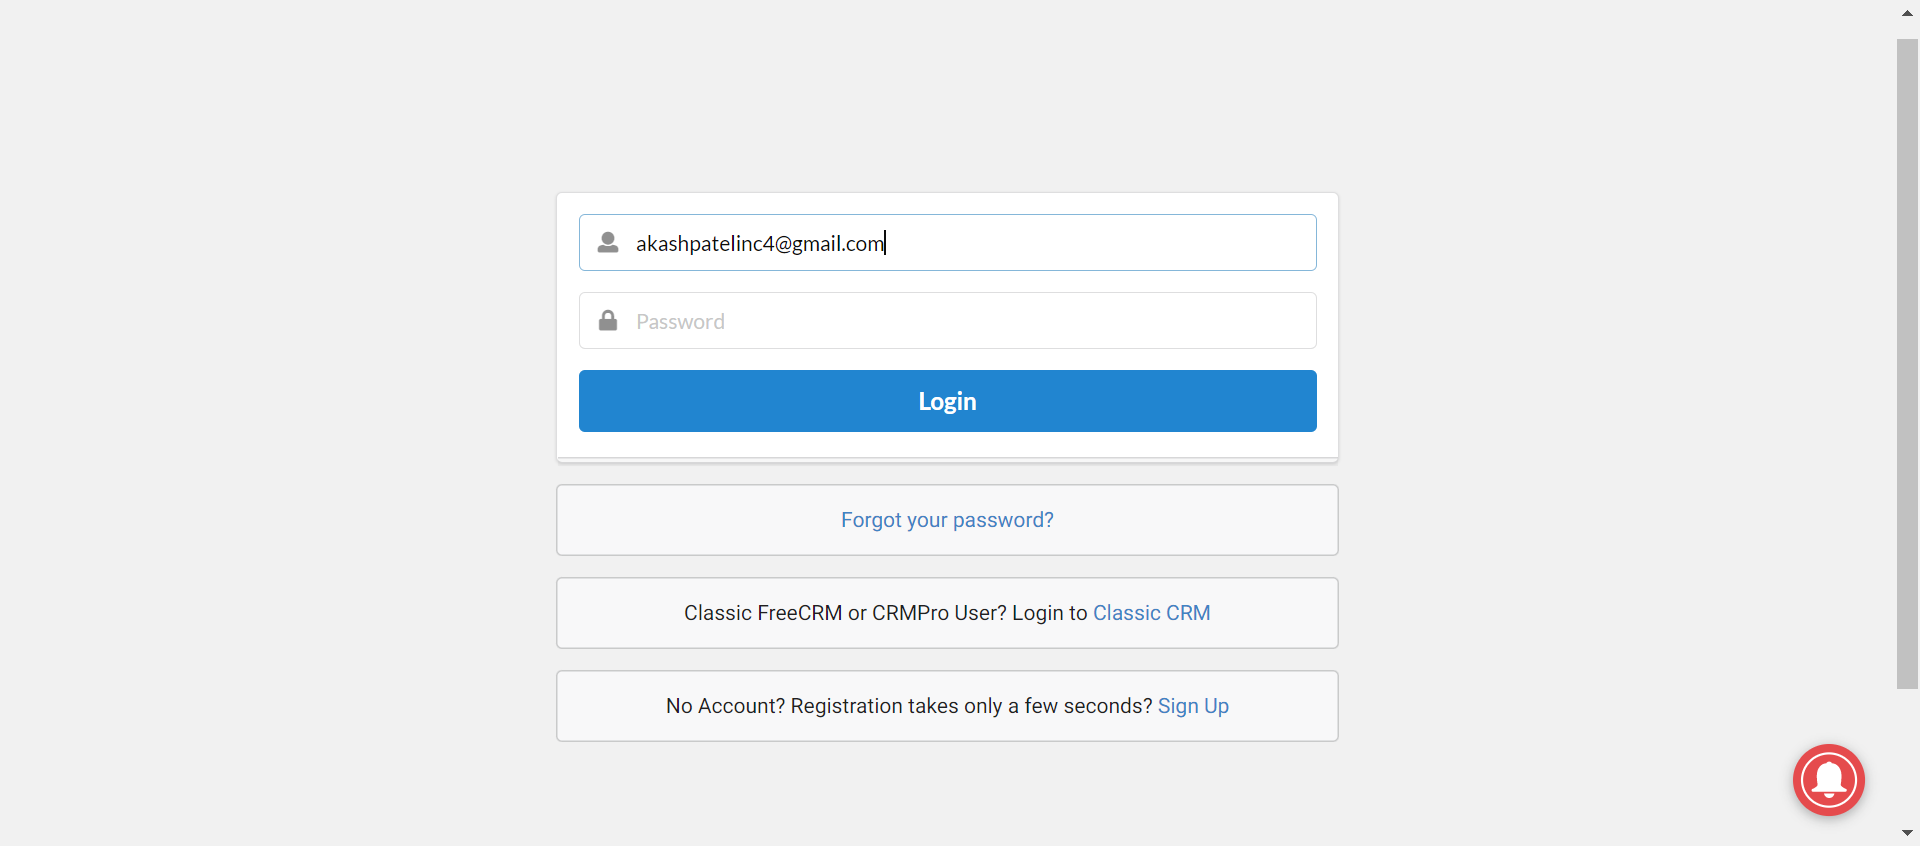 akashpatelinc4@gmail.com
Password
Login
Forgot your password?
Classic FreeCRM or CRMPro User? Login to Classic CRM
No Account? Registration takes only a few seconds? Sign Up